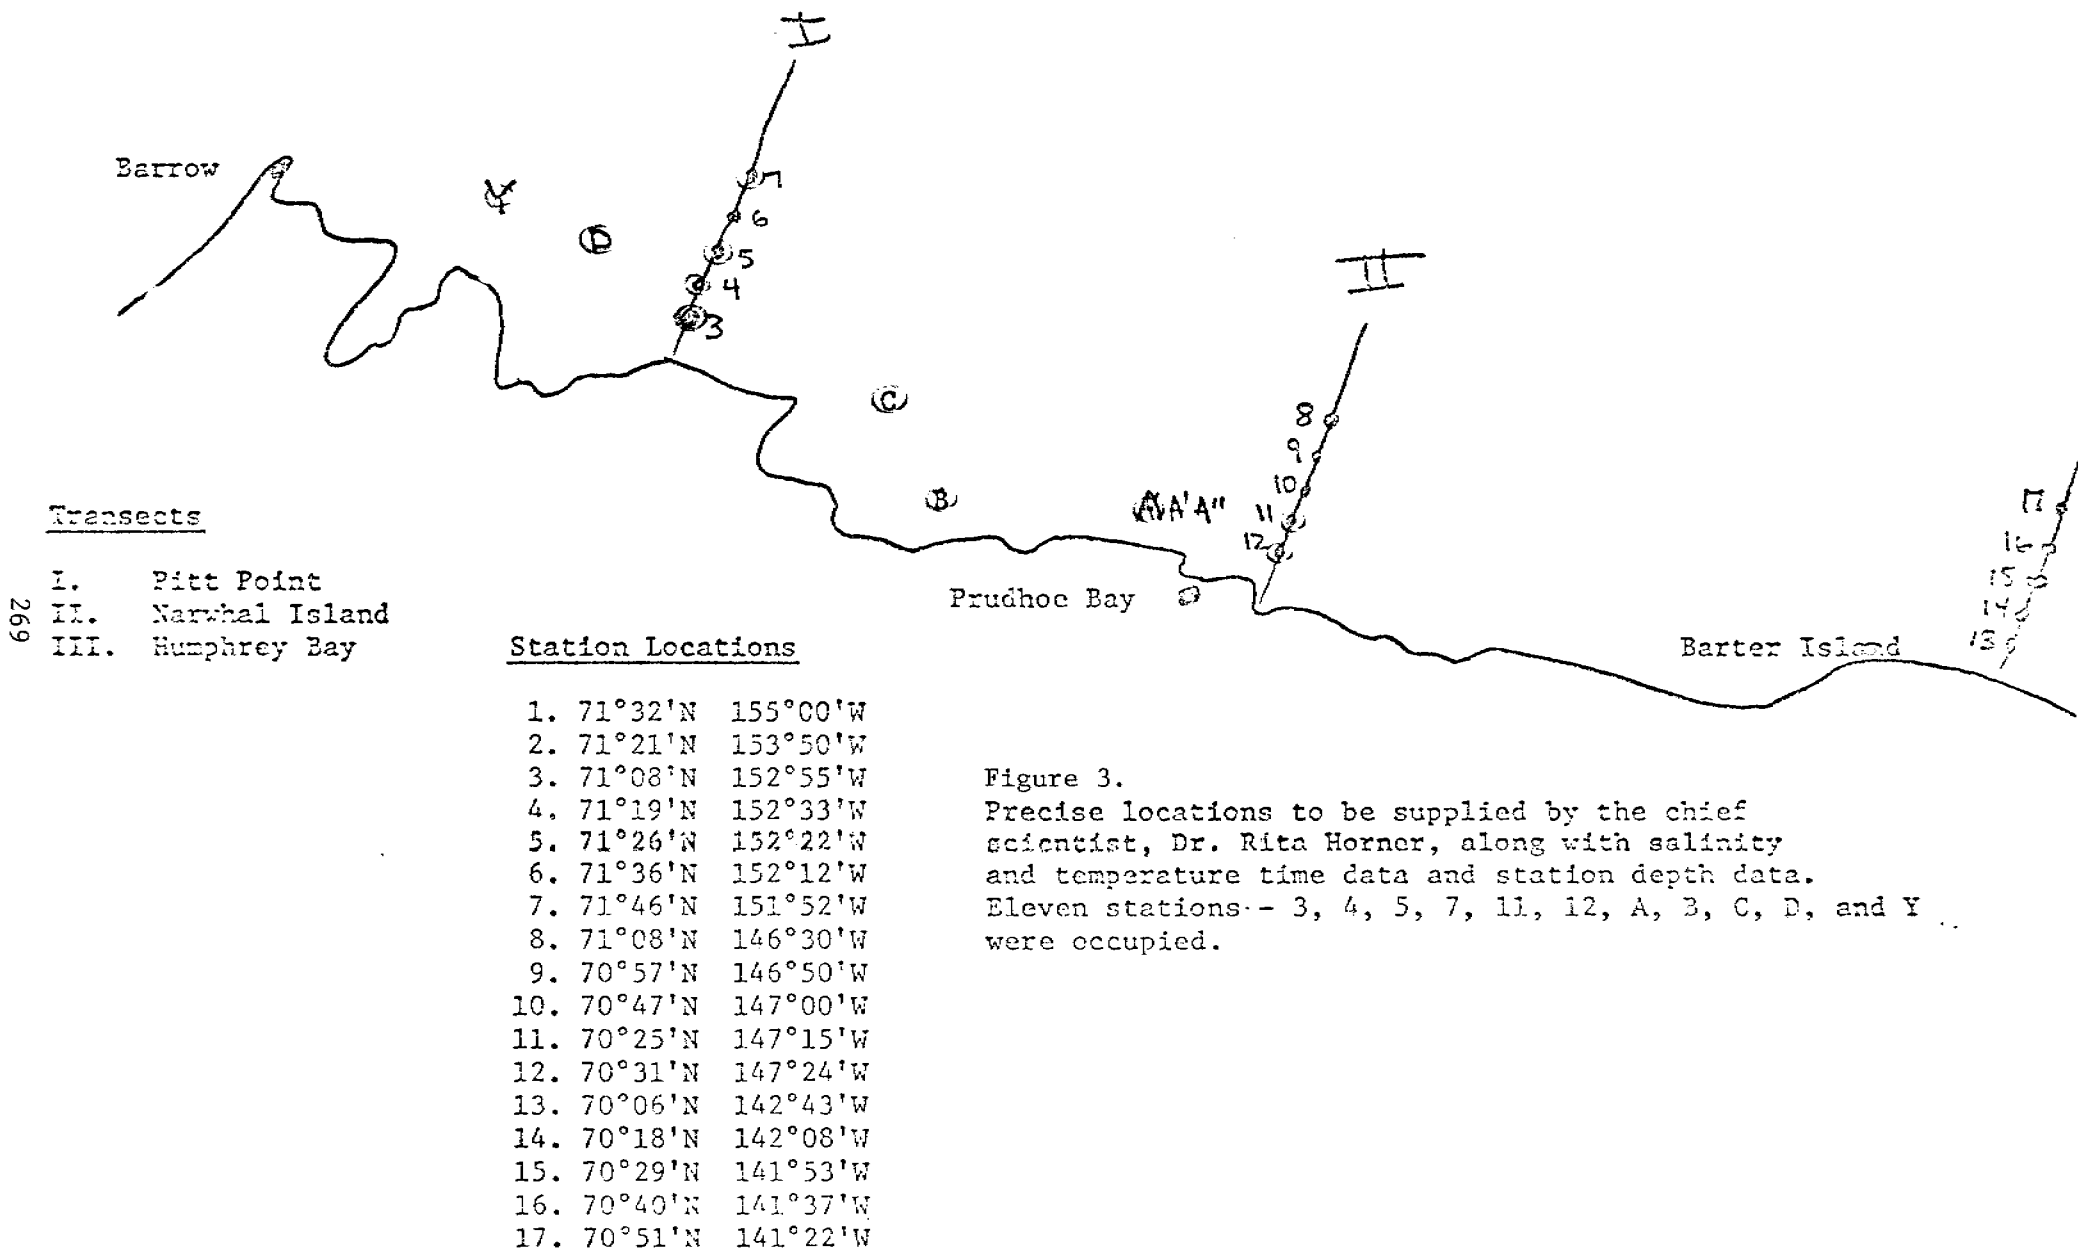 I
Barrow
Y
D
7
6
5
4
3
II
C
8
9
10
11
12
B
A A' A"
17
16
15
14
13
Prudhoe Bay
Barter Island
Transects
I. Pitt Point
II. Narwhal Island
III. Humphrey Bay
269
Station Locations
1. 71°32'N 155°00'W
2. 71°21'N 153°50'W
3. 71°08'N 152°55'W
4. 71°19'N 152°33'W
5. 71°26'N 152°22'W
6. 71°36'N 152°12'W
7. 71°46'N 151°52'W
8. 71°08'N 146°30'W
9. 70°57'N 146°50'W
10. 70°47'N 147°00'W
11. 70°25'N 147°15'W
12. 70°31'N 147°24'W
13. 70°06'N 142°43'W
14. 70°18'N 142°08'W
15. 70°29'N 141°53'W
16. 70°40'N 141°37'W
17. 70°51'N 141°22'W
Figure 3.
Precise locations to be supplied by the chief
scientist, Dr. Rita Horner, along with salinity
and temperature time data and station depth data.
Eleven stations -- 3, 4, 5, 7, 11, 12, A, B, C, D, and Y
were occupied.